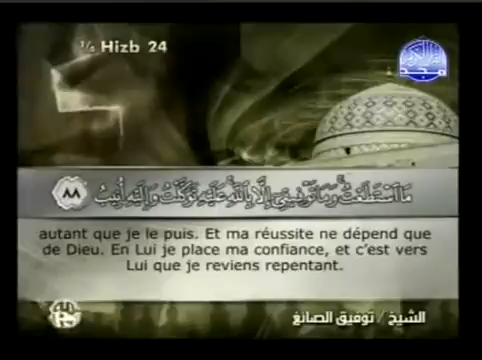 ¼ Hizb 24
مجد
مَا ٱسْتَطَعْتُ وَمَا تَوْفِيقِىٓ إِلَّا بِٱللَّهِ عَلَيْهِ تَوَكَّلْتُ وَإِلَيْهِ أُنِيبُ ٨٨
autant que je le puis. Et ma réussite ne dépend que
de Dieu. En Lui je place ma confiance, et c'est vers
Lui que je reviens repentant.
الشيخ / توفيق الصائغ